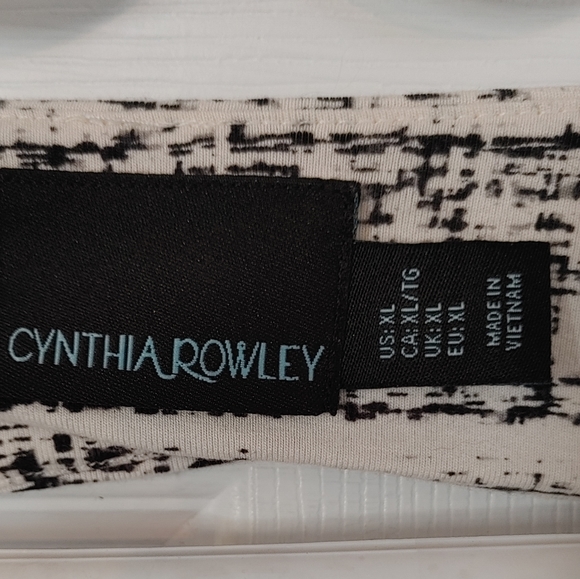 CYNTHIA ROWLEY
US: XL
CA: XL/TG
UK: XL
EU: XL
MADE IN
VIETNAM